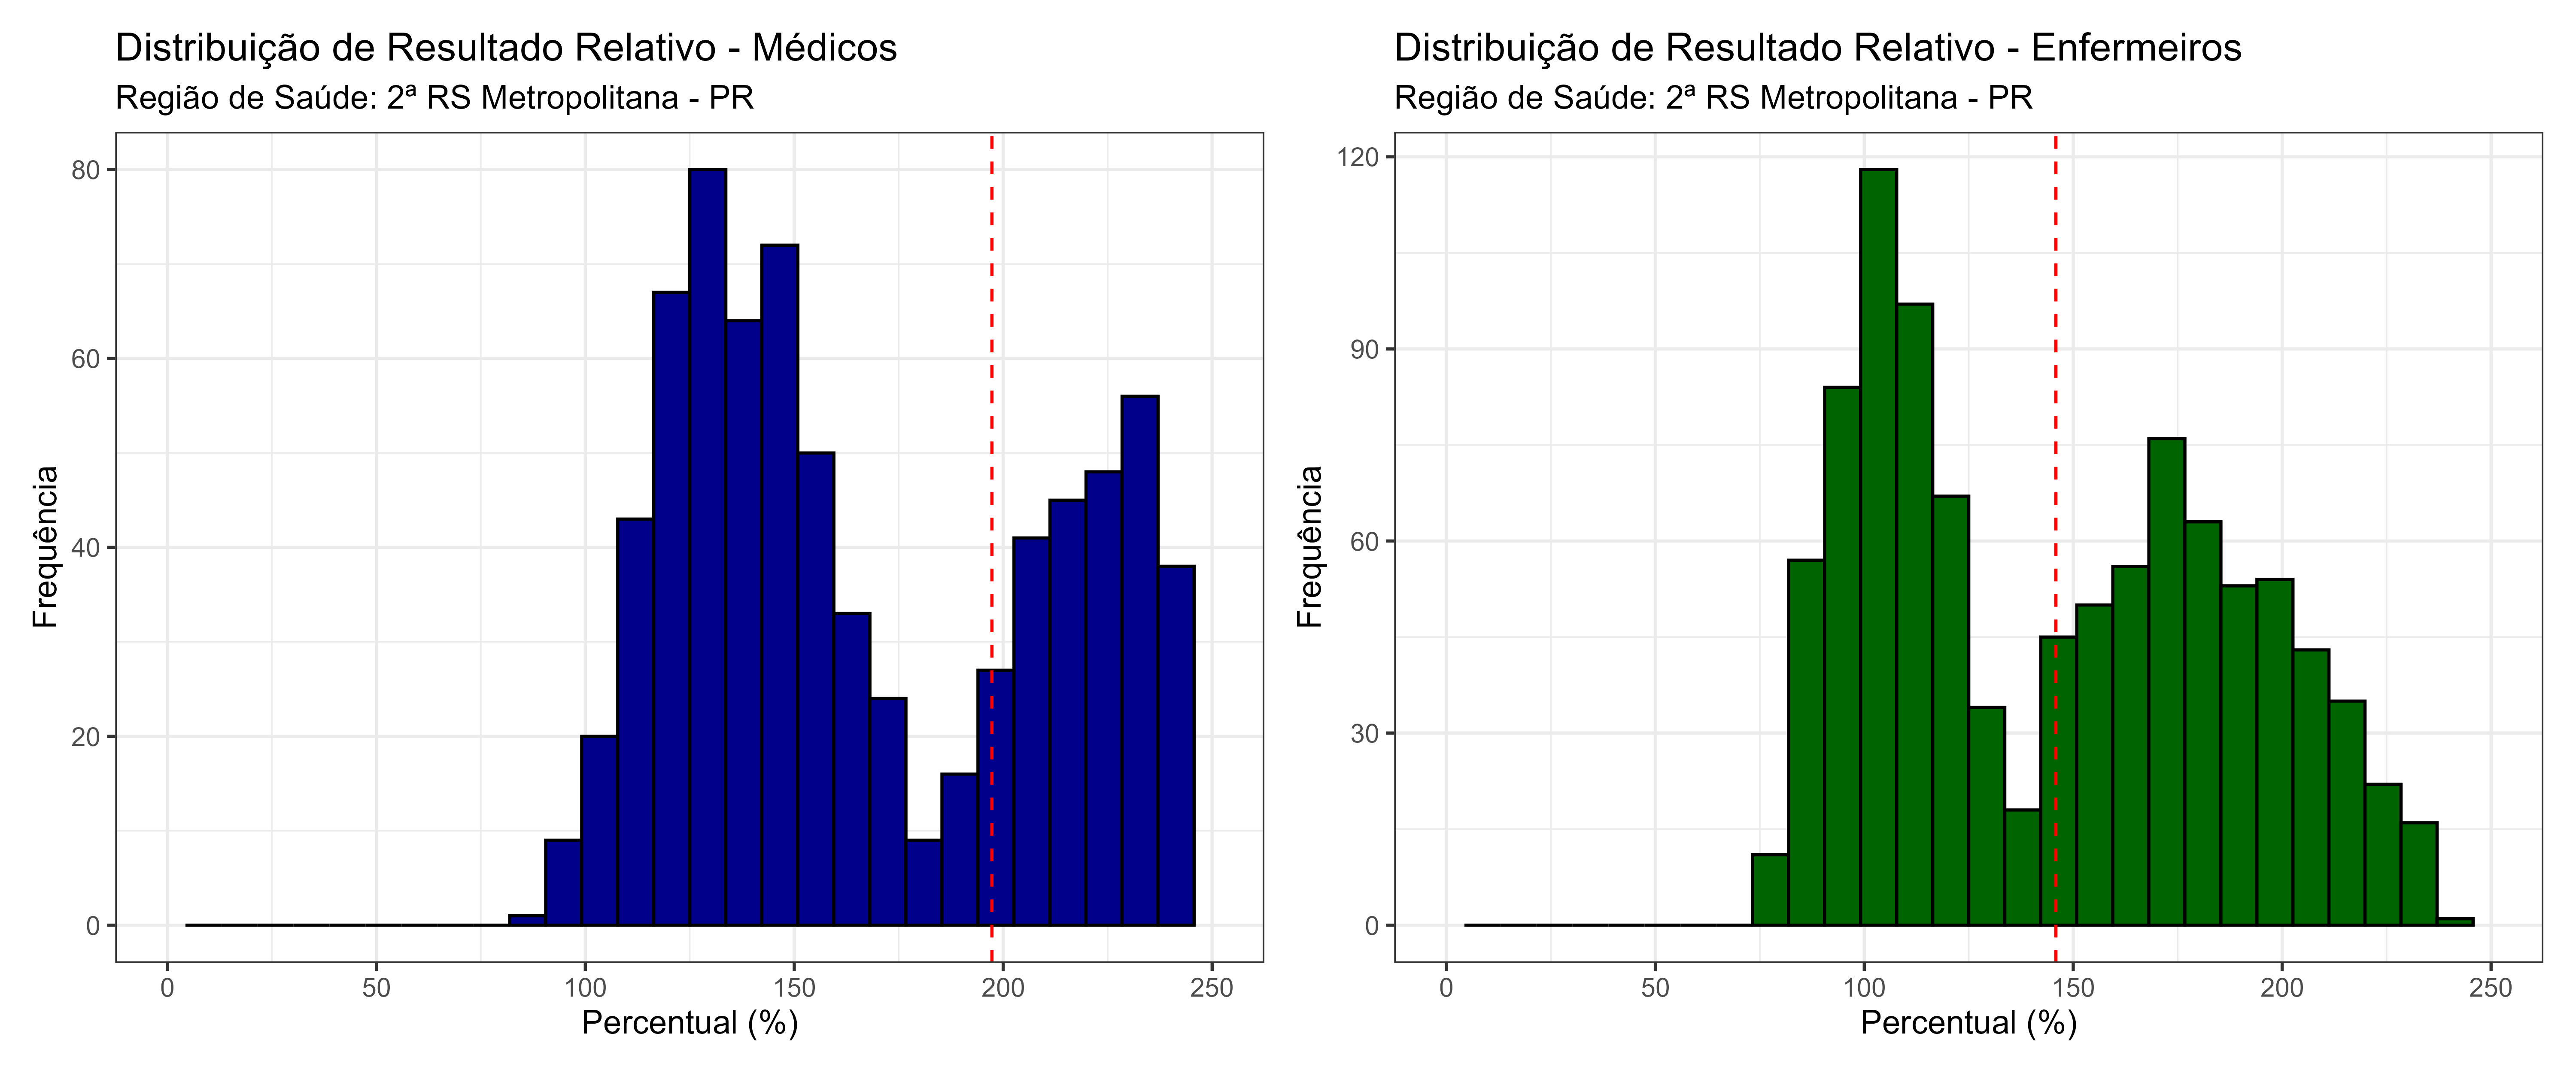 Distribuição de Resultado Relativo - Médicos
Região de Saúde: 2ª RS Metropolitana - PR
Frequência
80
60
40
20
0
0 50 100 150 200 250
Percentual (%)
Distribuição de Resultado Relativo - Enfermeiros
Região de Saúde: 2ª RS Metropolitana - PR
Frequência
120
90
60
30
0
0 50 100 150 200 250
Percentual (%)